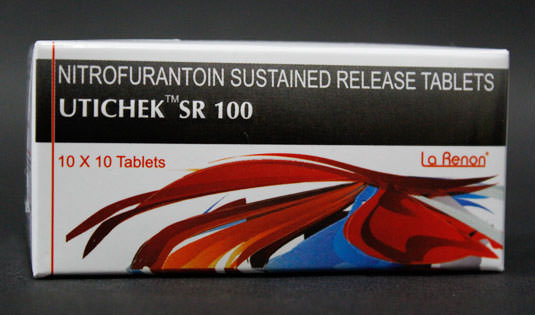 NITROFURANTOIN SUSTAINED RELEASE TABLETS
UTICHEK™ SR 100
10 X 10 Tablets
La Renon®